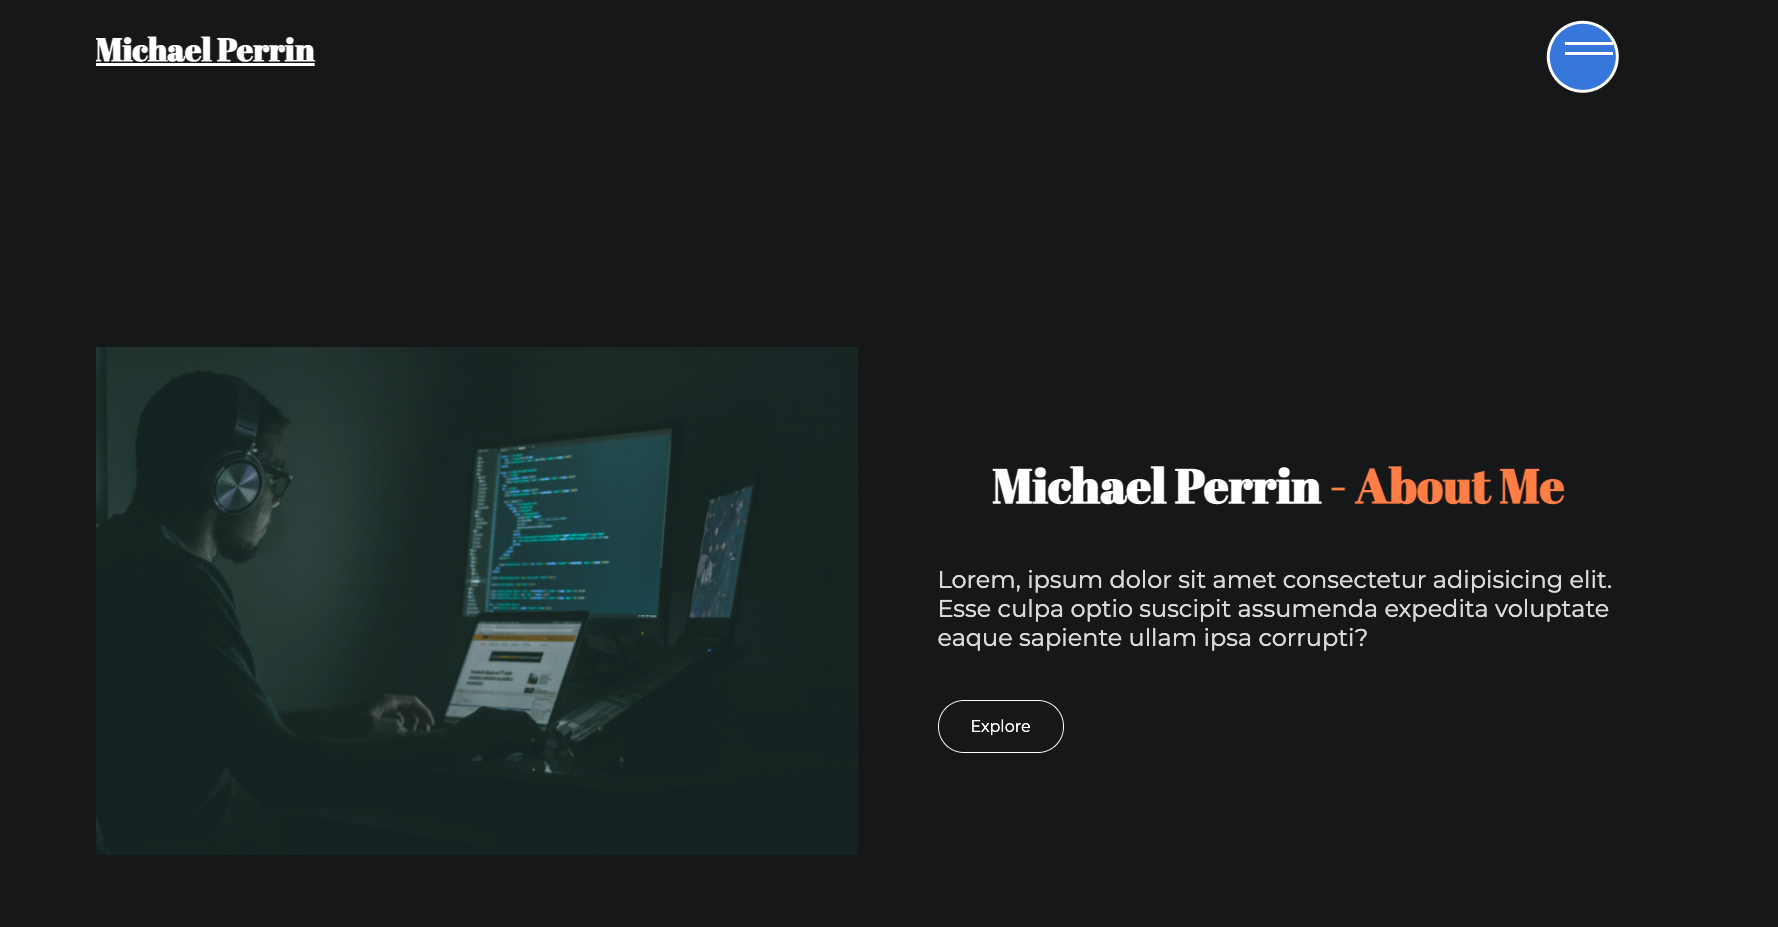 Michael Perrin
Michael Perrin - About Me
Lorem, ipsum dolor sit amet consectetur adipisicing elit.
Esse culpa optio suscipit assumenda expedita voluptate
eaque sapiente ullam ipsa corrupti?
Explore